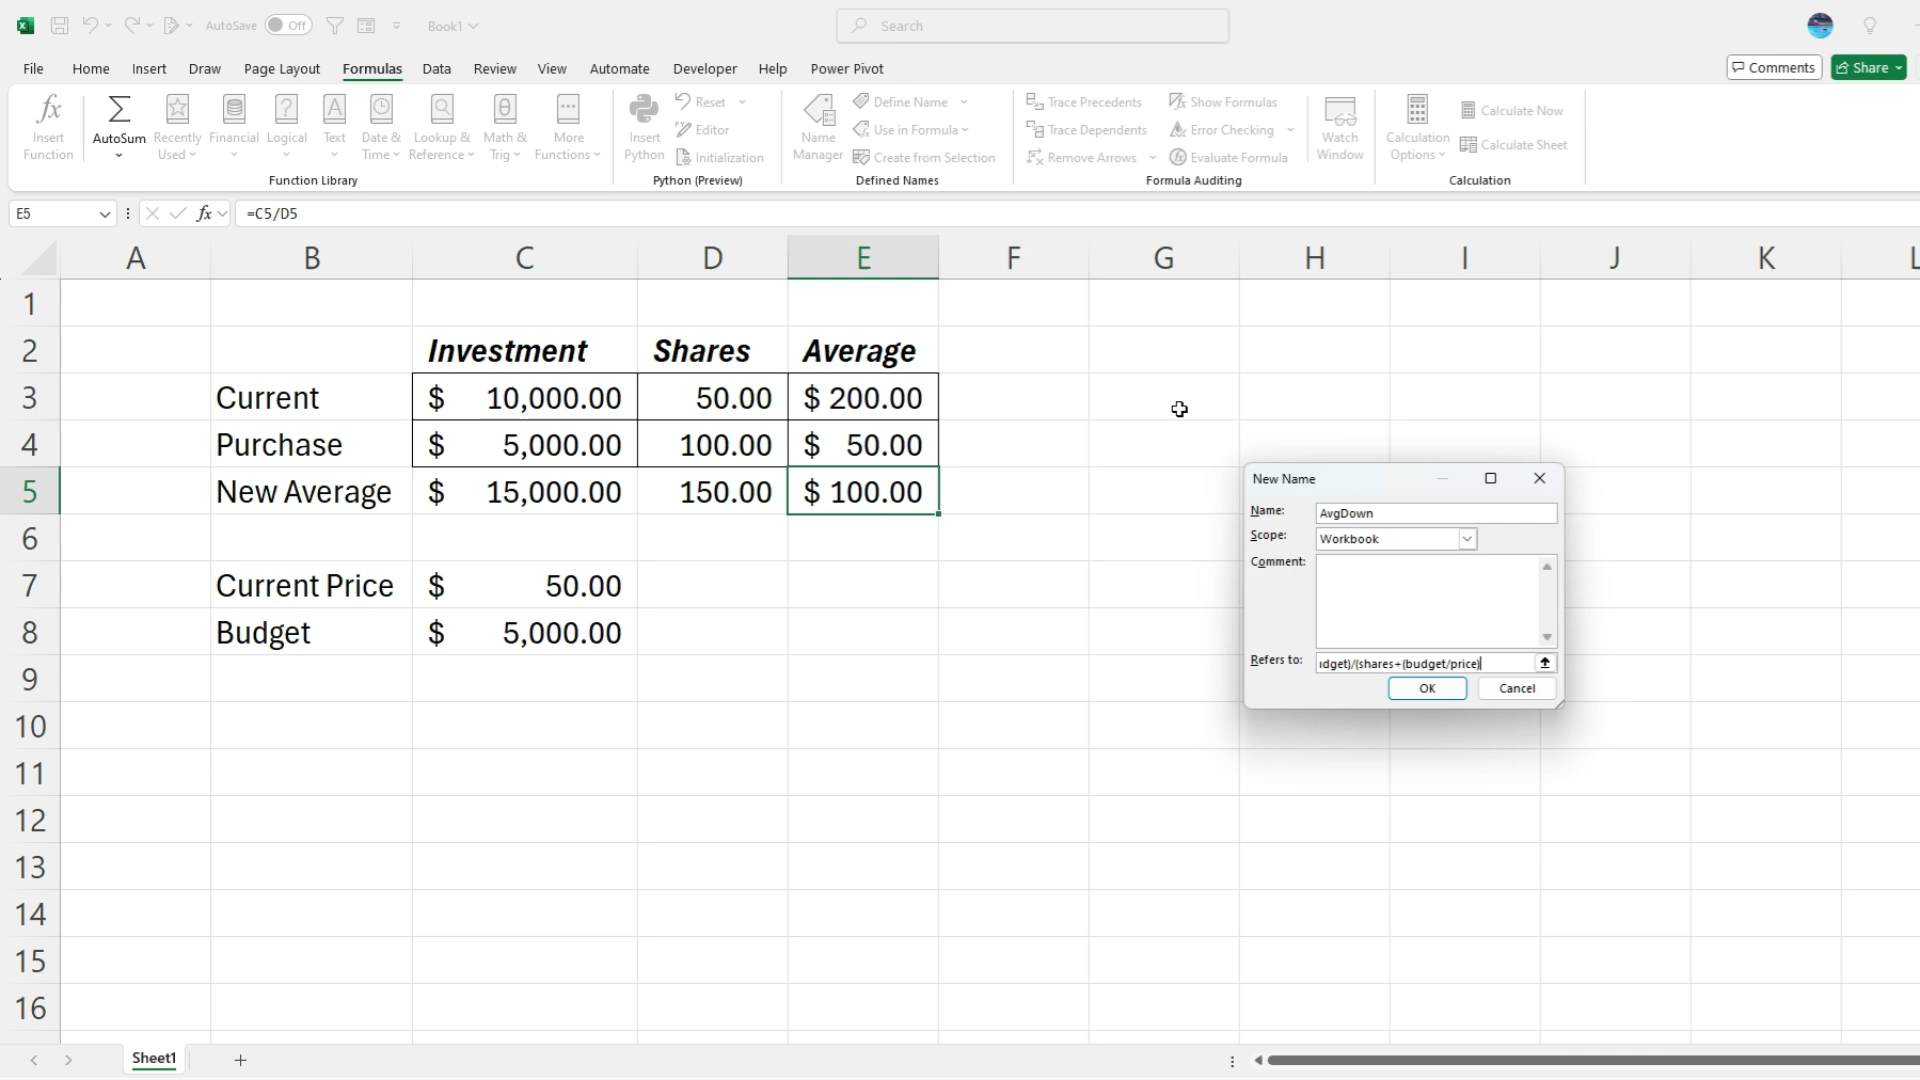 AutoSave Off Book1 Search
File Home Insert Draw Page Layout Formulas Data Review View Automate Developer Help Power Pivot Comments Share
Insert Function
AutoSum
Recently Used
Financial
Logical
Text
Date & Time
Lookup & Reference
Math & Trig
More Functions
Function Library
Insert Python
Reset
Editor
Initialization
Python (Preview)
Name Manager
Define Name
Use in Formula
Create from Selection
Defined Names
Trace Precedents
Trace Dependents
Remove Arrows
Show Formulas
Error Checking
Evaluate Formula
Formula Auditing
Watch Window
Calculation Options
Calculate Now
Calculate Sheet
Calculation
E5 fx =C5/D5
A B C D E F G H I J K L
1
2 Investment Shares Average
3 Current $ 10,000.00 50.00 $ 200.00
4 Purchase $ 5,000.00 100.00 $ 50.00
5 New Average $ 15,000.00 150.00 $ 100.00
6
7 Current Price $ 50.00
8 Budget $ 5,000.00
9
10
11
12
13
14
15
16
New Name
Name: AvgDown
Scope: Workbook
Comment:
Refers to: dget)/(shares+(budget/price)
OK Cancel
Sheet1